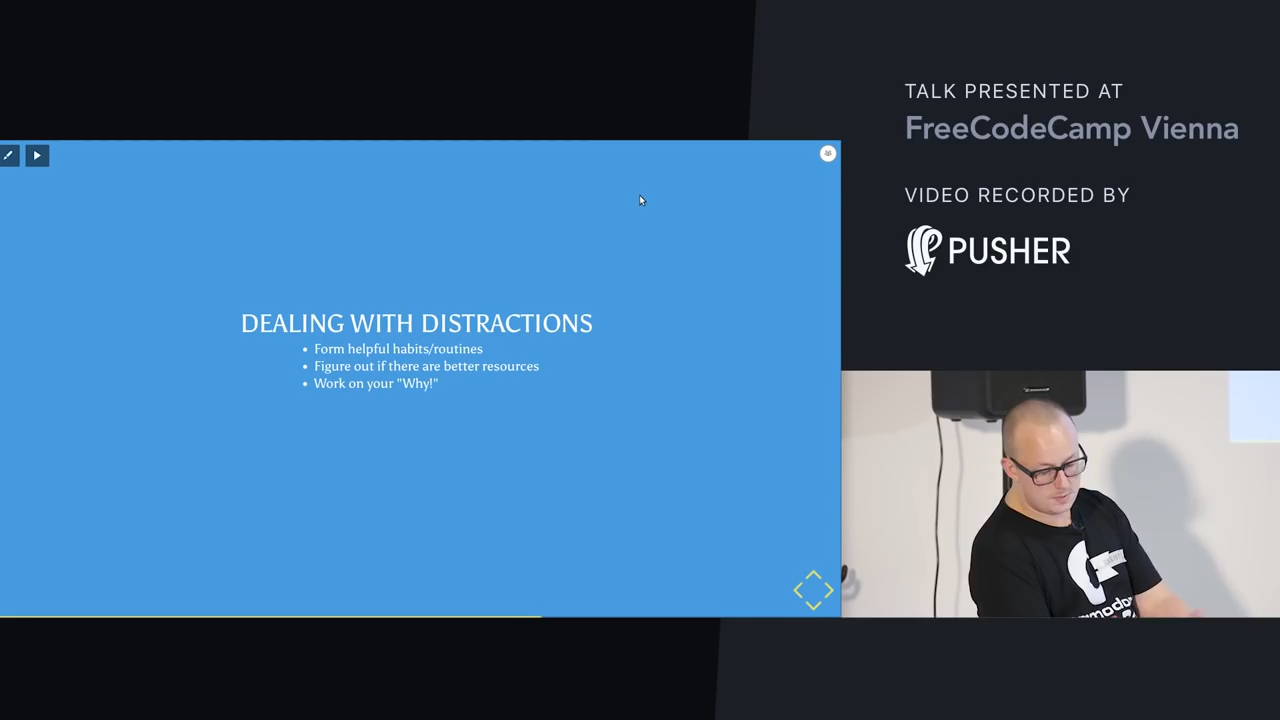 TALK PRESENTED AT
FreeCodeCamp Vienna
VIDEO RECORDED BY
PUSHER
DEALING WITH DISTRACTIONS
• Form helpful habits/routines
• Figure out if there are better resources
• Work on your "Why!"